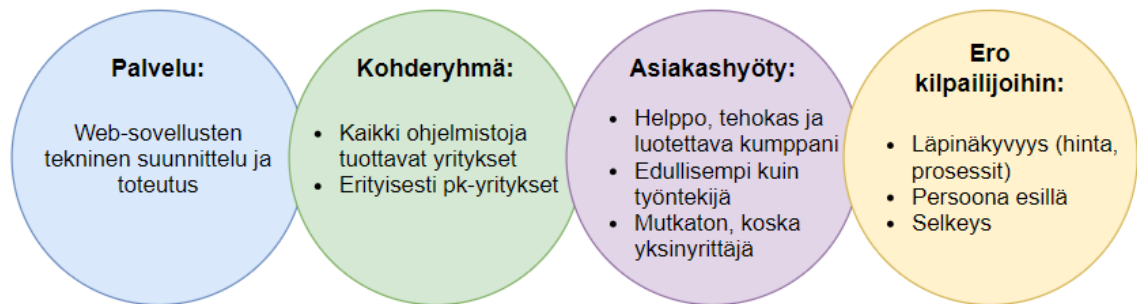 Palvelu:
Web-sovellusten
tekninen suunnittelu ja
toteutus
Kohderyhmä:
• Kaikki ohjelmistoja
tuottavat yritykset
• Erityisesti pk-yritykset
Asiakashyöty:
• Helppo, tehokas ja
luotettava kumppani
• Edullisempi kuin
työntekijä
• Mutkaton, koska
yksinyrittäjä
Ero
kilpailijoihin:
• Läpinäkyvyys (hinta,
prosessit)
• Persoona esillä
• Selkeys